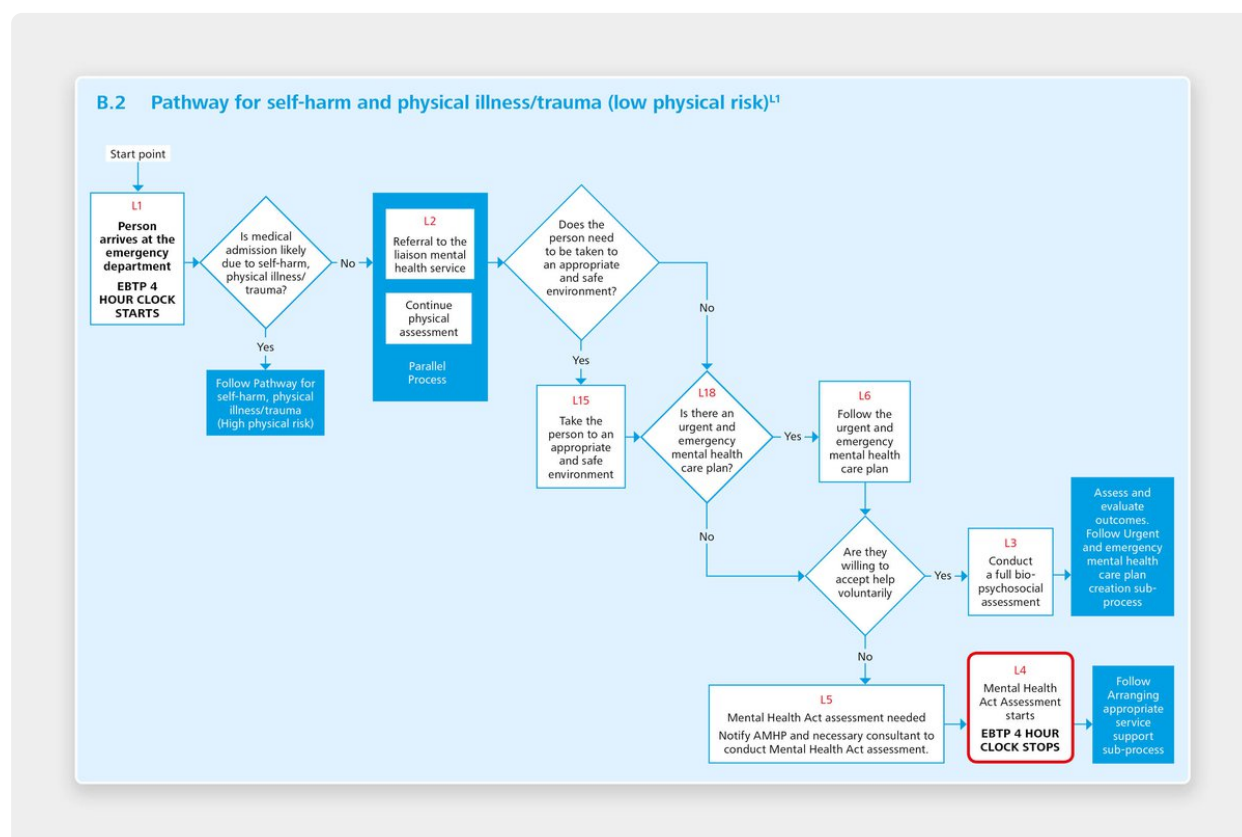 B.2 Pathway for self-harm and physical illness/trauma (low physical risk)L1
Start point
L1
Person
arrives at the
emergency
department
EBTP 4
HOUR CLOCK
STARTS
Is medical
admission likely
due to self-harm,
physical illness/
trauma?
No
Yes
Follow Pathway for
self-harm, physical
illness/trauma
(High physical risk)
L2
Referral to the
liaison mental
health service
Continue
physical
assessment
Parallel
Process
Does the
person need
to be taken to
an appropriate
and safe
environment?
No
Yes
L15
Take the
person to an
appropriate
and safe
environment
L18
Is there an
urgent and
emergency
mental health
care plan?
Yes
No
L6
Follow the
urgent and
emergency
mental health
care plan
Are they
willing to
accept help
voluntarily
Yes
No
L3
Conduct
a full bio-
psychosocial
assessment
Assess and
evaluate
outcomes.
Follow Urgent
and emergency
mental health
care plan
creation sub-
process
L5
Mental Health Act assessment needed
Notify AMHP and necessary consultant to
conduct Mental Health Act assessment.
L4
Mental Health
Act Assessment
starts
EBTP 4 HOUR
CLOCK STOPS
Follow
Arranging
appropriate
service
support
sub-process